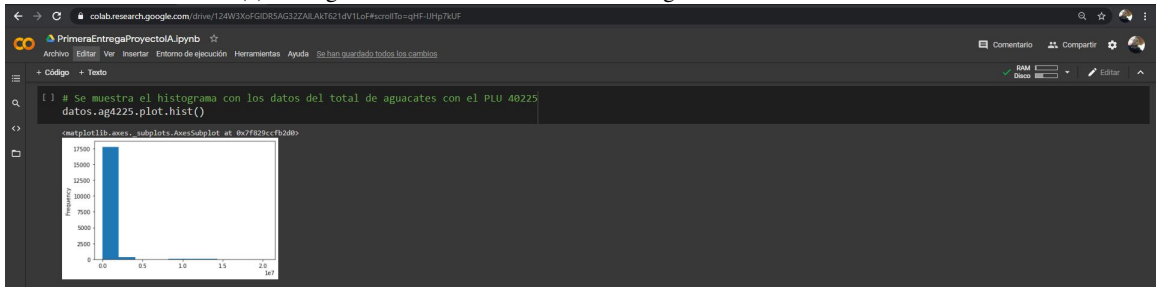 colab.research.google.com/drive/124W3XoFGIDR5AG32ZAILAkT621dV1LoF#scrollTo=qHF-IJHp7kUF
CO PrimeraEntregaProyectoIA.ipynb
Comentario Compartir
Archivo Editar Ver Insertar Entorno de ejecución Herramientas Ayuda Se han guardado todos los cambios
+ Código + Texto
RAM
Disco
Editar
[ ] # Se muestra el histograma con los datos del total de aguacates con el PLU 40225
datos.ag4225.plot.hist()
<matplotlib.axes._subplots.AxesSubplot at 0x7f829ccfb2d0>
17500
15000
12500
10000
7500
5000
2500
0
Frequency
0.0 0.5 1.0 1.5 2.0
1e7